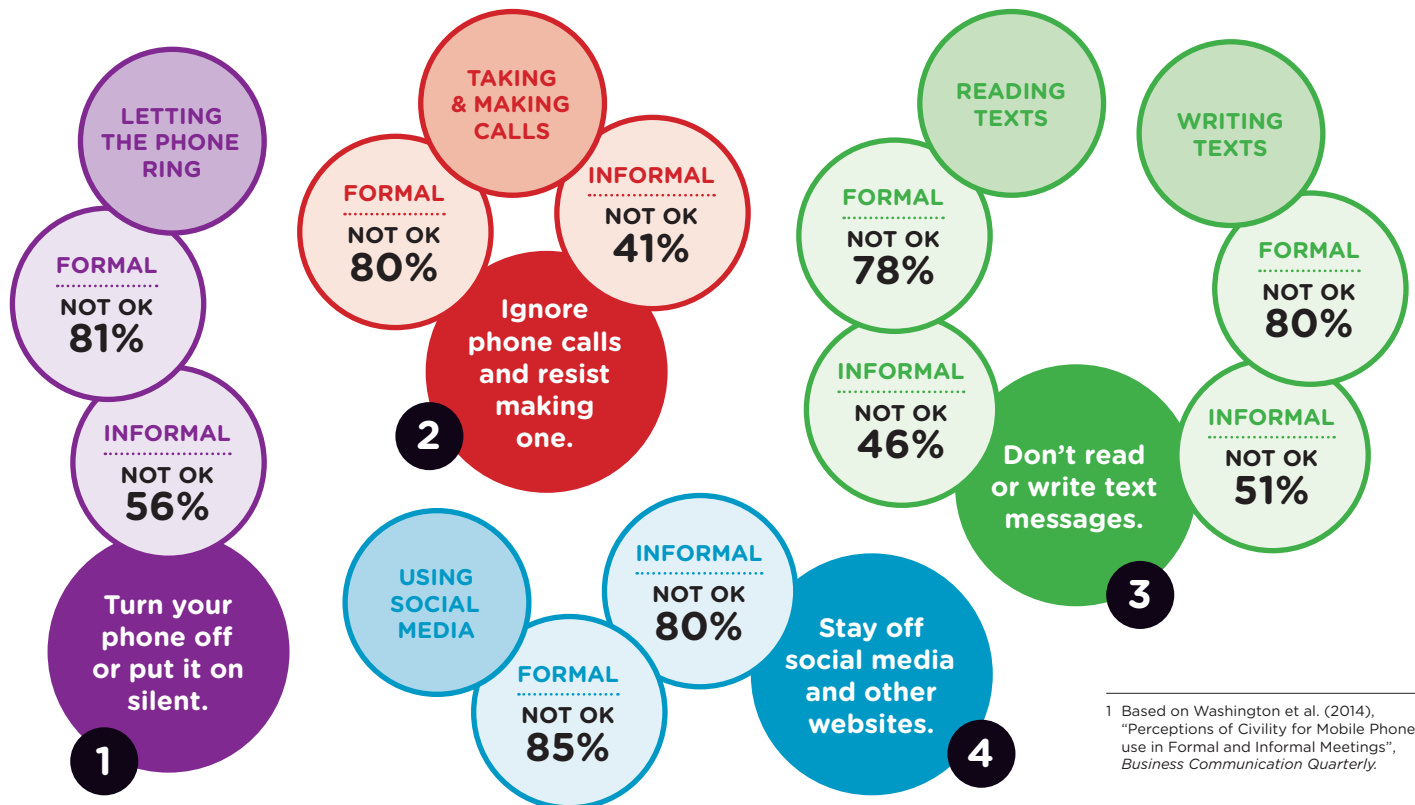 LETTING
THE PHONE
RING
FORMAL
NOT OK
81%
INFORMAL
NOT OK
56%
Turn your
phone off
or put it on
silent.
1
TAKING
& MAKING
CALLS
FORMAL
NOT OK
80%
INFORMAL
NOT OK
41%
Ignore
phone calls
and resist
making
one.
2
READING
TEXTS
FORMAL
NOT OK
78%
INFORMAL
NOT OK
46%
WRITING
TEXTS
FORMAL
NOT OK
80%
INFORMAL
NOT OK
51%
Don’t read
or write text
messages.
3
USING
SOCIAL
MEDIA
FORMAL
NOT OK
85%
INFORMAL
NOT OK
80%
Stay off
social media
and other
websites.
4
1 Based on Washington et al. (2014),
“Perceptions of Civility for Mobile Phone
use in Formal and Informal Meetings”,
Business Communication Quarterly.